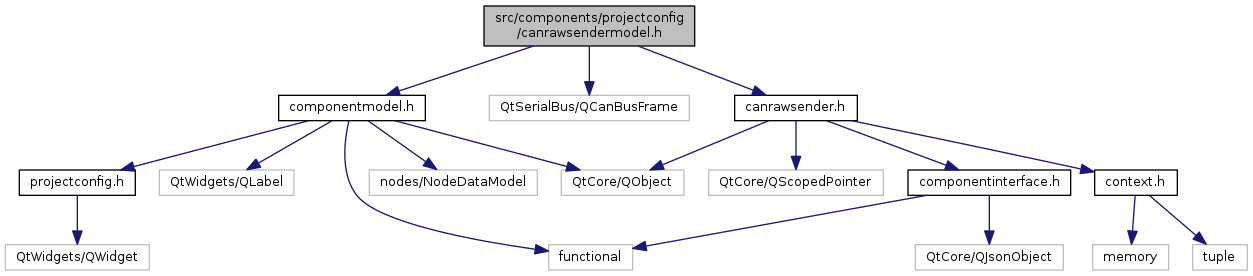 src/components/projectconfig
/canrawsendermodel.h
componentmodel.h
QtSerialBus/QCanBusFrame
canrawsender.h
projectconfig.h
QtWidgets/QLabel
nodes/NodeDataModel
QtCore/QObject
QtCore/QScopedPointer
componentinterface.h
context.h
QtWidgets/QWidget
functional
QtCore/QJsonObject
memory
tuple